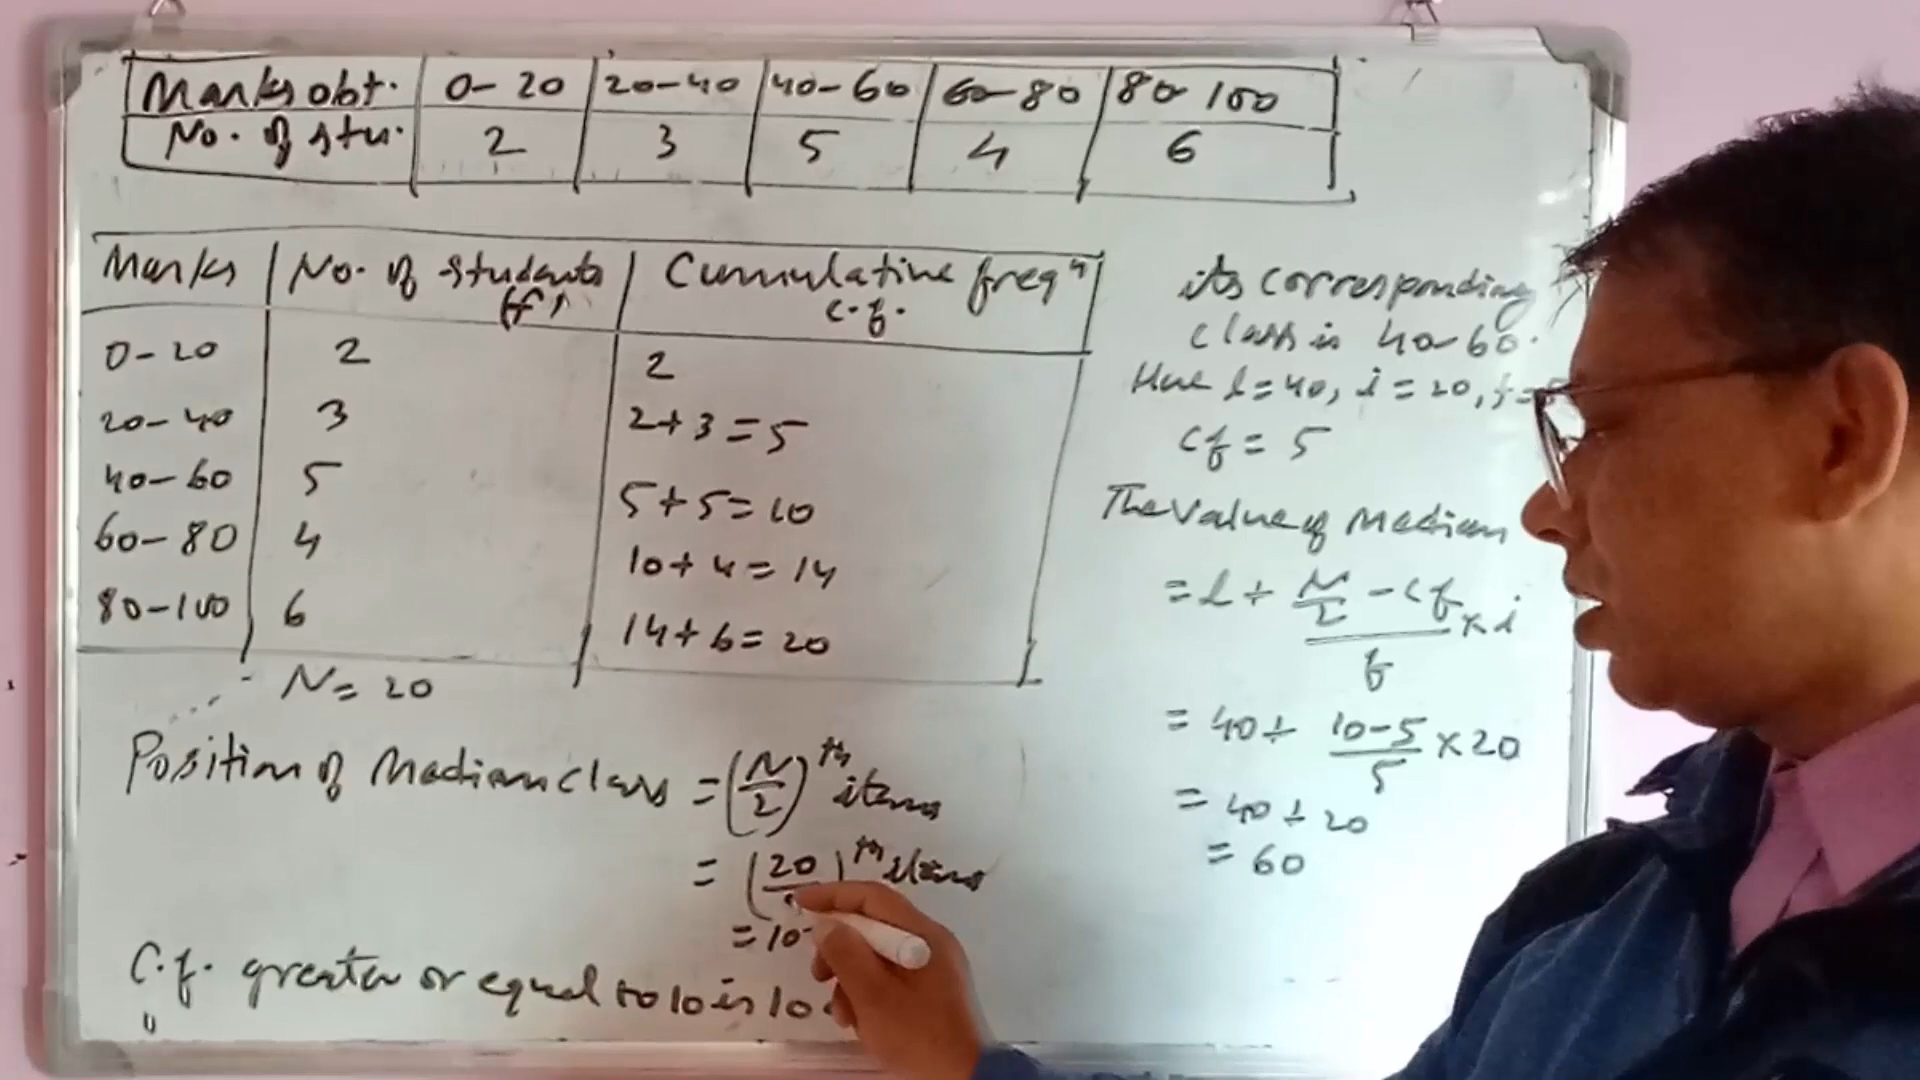 Marks obt. 0-20 20-40 40-60 60-80 80-100
No. of stu. 2 3 5 4 6
Marks No. of students (f) Cumulative freqⁿ c.f.
0-20 2 2
20-40 3 2+3=5
40-60 5 5+5=10
60-80 4 10+4=14
80-100 6 14+6=20
N=20
Position of Median class = (N/2)th items
= (20/ )th items
=10
C.f. greater or equal to 10 is 10
its corresponding
class is 40-60.
Here l=40, i=20, f=5
cf = 5
The value of Median
= l + (N/2 - cf)/f × i
= 40 + (10-5)/5 × 20
= 40 + 20
= 60